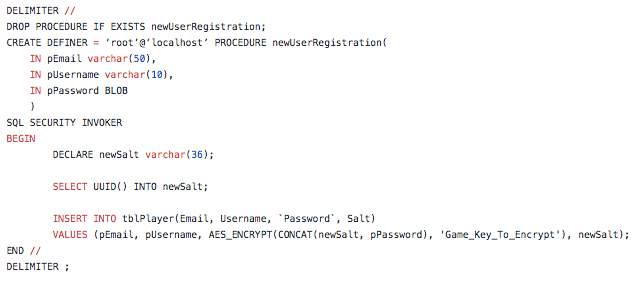 DELIMITER //
DROP PROCEDURE IF EXISTS newUserRegistration;
CREATE DEFINER = ‘root’@’localhost’ PROCEDURE newUserRegistration(
    IN pEmail varchar(50),
    IN pUsername varchar(10),
    IN pPassword BLOB
    )
SQL SECURITY INVOKER
BEGIN
        DECLARE newSalt varchar(36);
        SELECT UUID() INTO newSalt;
        INSERT INTO tblPlayer(Email, Username, `Password`, Salt)
        VALUES (pEmail, pUsername, AES_ENCRYPT(CONCAT(newSalt, pPassword), 'Game_Key_To_Encrypt'), newSalt);
END //
DELIMITER ;